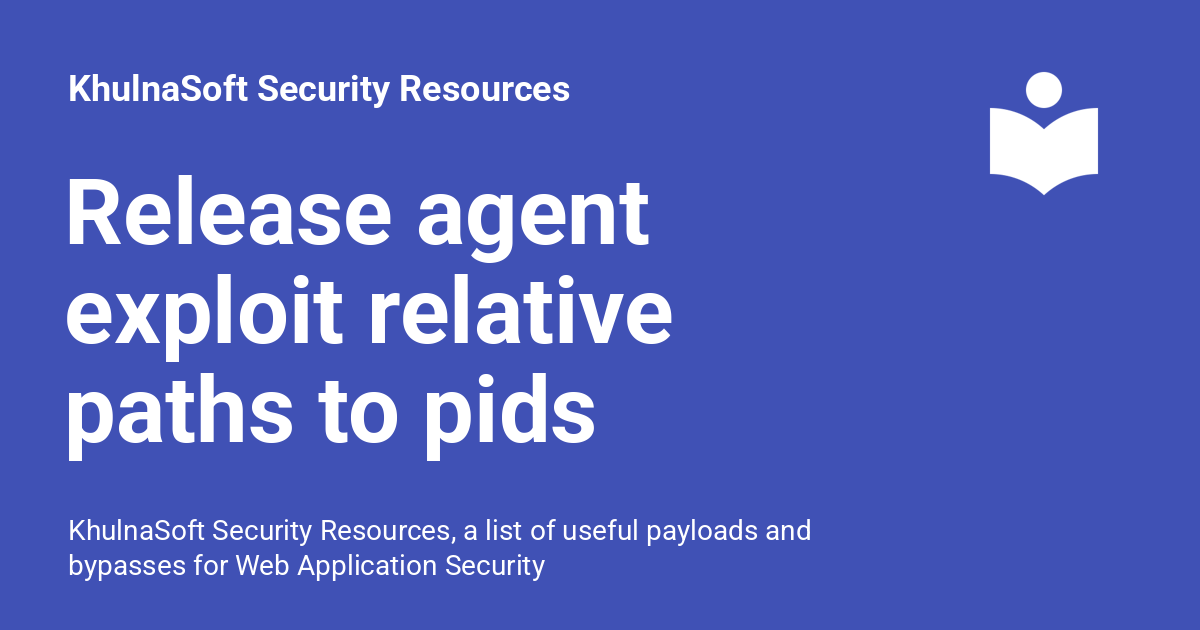 KhulnaSoft Security Resources
Release agent
exploit relative
paths to pids
KhulnaSoft Security Resources, a list of useful payloads and
bypasses for Web Application Security